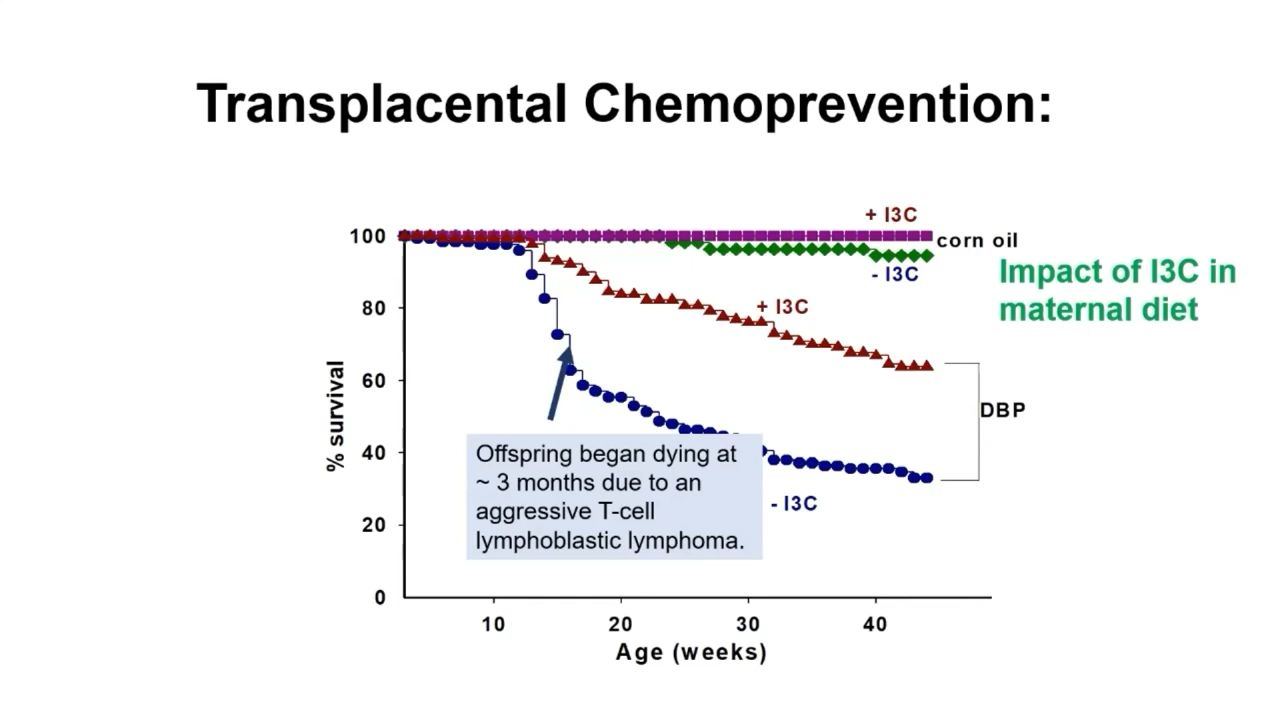 Transplacental Chemoprevention:
+ I3C
100
corn oil
- I3C
Impact of I3C in
maternal diet
80
+ I3C
60
% survival
DBP
40
Offspring began dying at
~ 3 months due to an
aggressive T-cell
lymphoblastic lymphoma.
- I3C
20
0
10 20 30 40
Age (weeks)